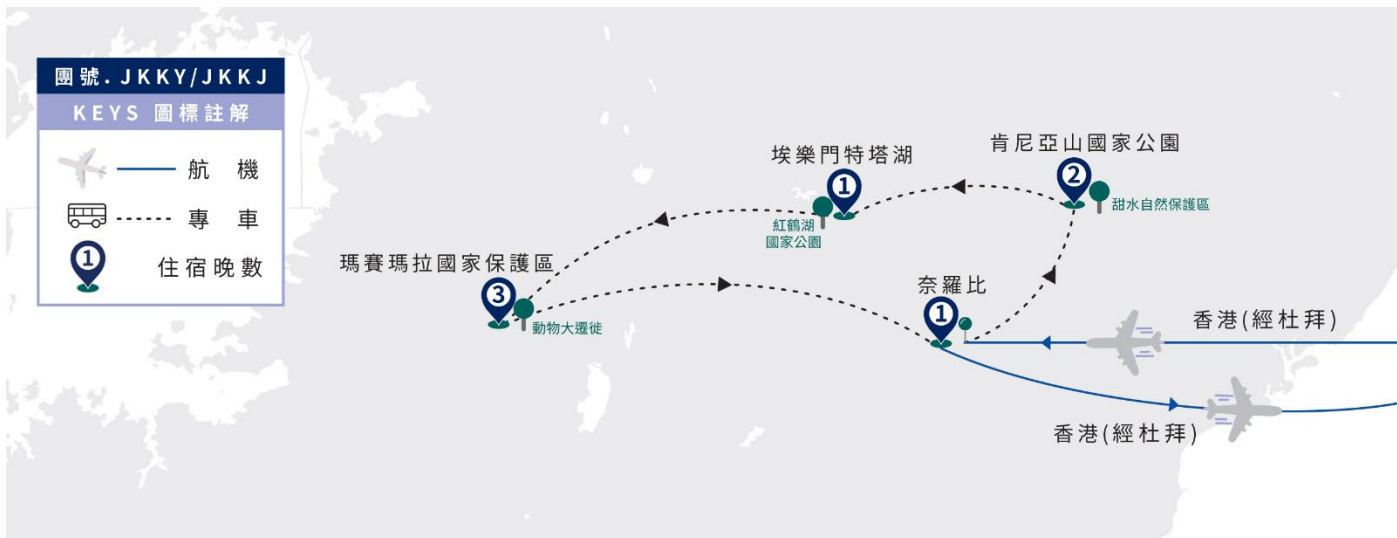 團號. JKKY/JKKJ
KEYS 圖標註解
航機
專車
1
住宿晚數
埃樂門特塔湖
1
紅鶴湖
國家公園
肯尼亞山國家公園
2
甜水自然保護區
瑪賽瑪拉國家保護區
3
動物大遷徙
奈羅比
1
香港(經杜拜)
香港(經杜拜)